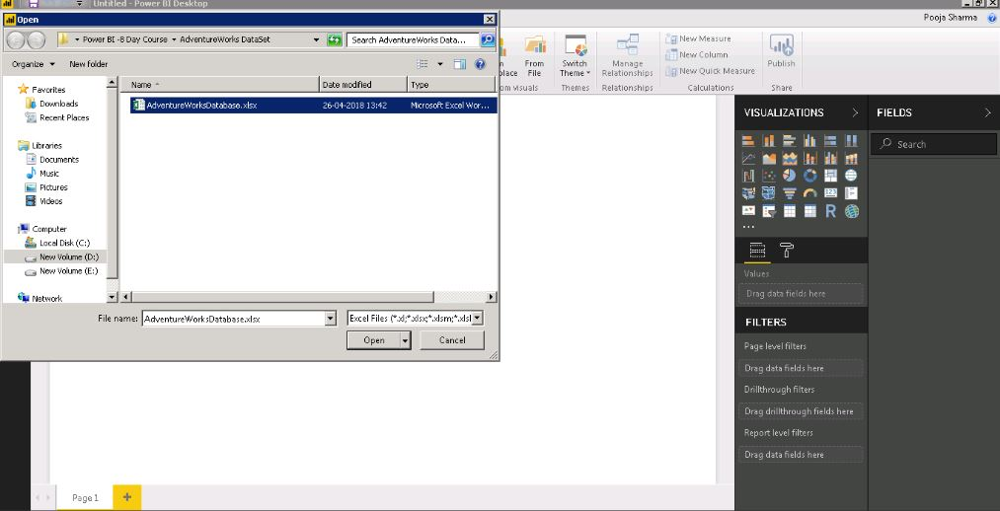 Untitled - Power BI Desktop
Open
Power BI -8 Day Course
AdventureWorks DataSet
Search AdventureWorks Data...
Organize
New folder
Favorites
Downloads
Recent Places
Libraries
Documents
Music
Pictures
Videos
Computer
Local Disk (C:)
New Volume (D:)
New Volume (E:)
Network
Name
Date modified
Type
AdventureWorksDatabase.xlsx
26-04-2018 13:42
Microsoft Excel Wor...
File name:
AdventureWorksDatabase.xlsx
Excel Files (*.xl;*.xlsx;*.xlsm;*.xlsl
Open
Cancel
Pooja Sharma
From
File
Switch
Theme
Themes
Manage
Relationships
Relationships
New Measure
New Column
New Quick Measure
Calculations
Publish
Share
VISUALIZATIONS
R
Values
Drag data fields here
FILTERS
Page level filters
Drag data fields here
Drillthrough filters
Drag drillthrough fields here
Report level filters
Drag data fields here
FIELDS
Search
Page 1